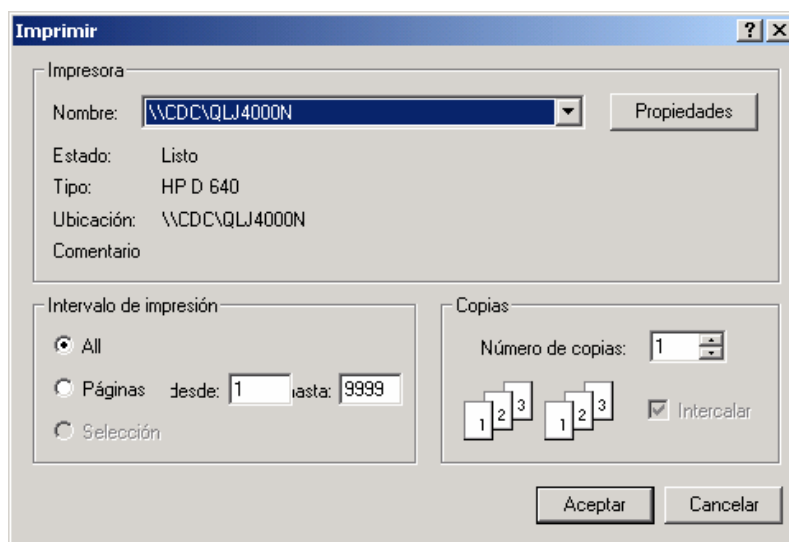 Imprimir
Impresora
Nombre: \\CDC\QLJ4000N Propiedades
Estado: Listo
Tipo: HP D 640
Ubicación: \\CDC\QLJ4000N
Comentario
Intervalo de impresión
All
Páginas desde: 1 hasta: 9999
Selección
Copias
Número de copias: 1
1 2 3 1 2 3 Intercalar
Aceptar Cancelar